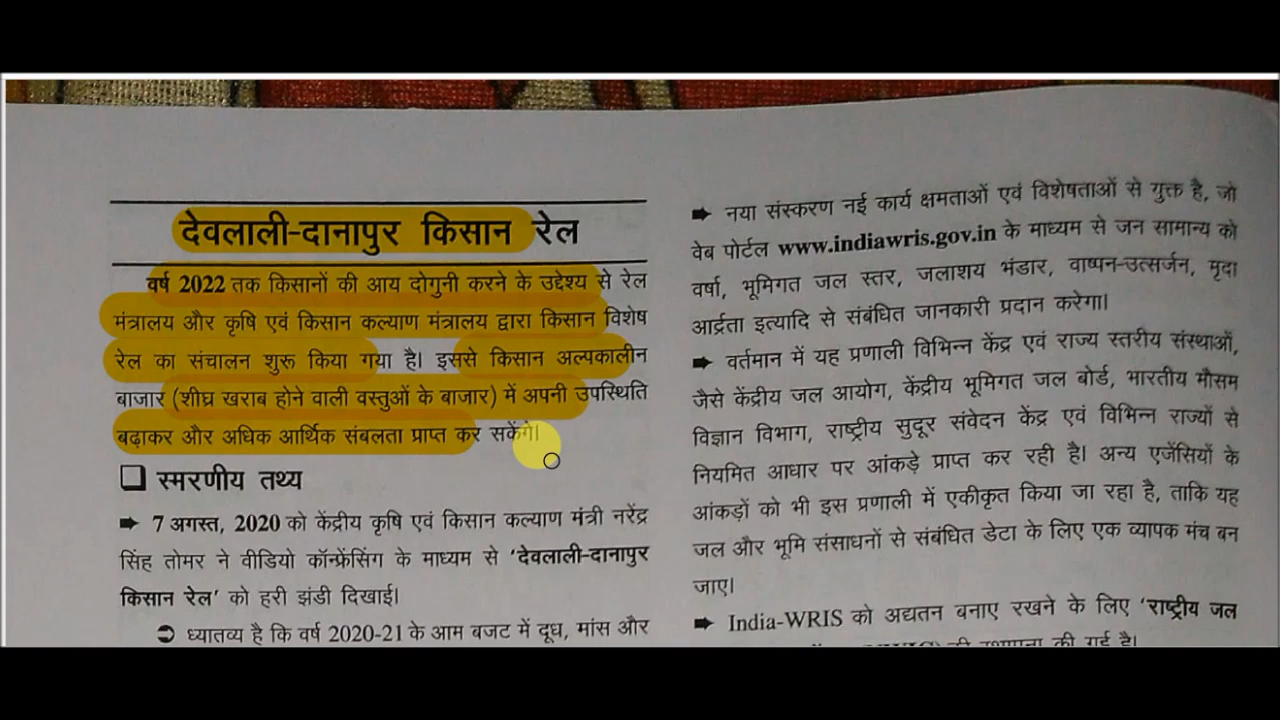 देवलाली-दानापुर किसान रेल
वर्ष 2022 तक किसानों की आय दोगुनी करने के उद्देश्य से रेल
मंत्रालय और कृषि एवं किसान कल्याण मंत्रालय द्वारा किसान विशेष
रेल का संचालन शुरू किया गया है। इससे किसान अल्पकालीन
बाजार (शीघ्र खराब होने वाली वस्तुओं के बाजार) में अपनी उपस्थिति
बढ़ाकर और अधिक आर्थिक संबलता प्राप्त कर सकेंगे।
स्मरणीय तथ्य
7 अगस्त, 2020 को केंद्रीय कृषि एवं किसान कल्याण मंत्री नरेंद्र
सिंह तोमर ने वीडियो कॉन्फ्रेंसिंग के माध्यम से ‘देवलाली-दानापुर
किसान रेल’ को हरी झंडी दिखाई।
ध्यातव्य है कि वर्ष 2020-21 के आम बजट में दूध, मांस और
नया संस्करण नई कार्य क्षमताओं एवं विशेषताओं से युक्त है, जो
वेब पोर्टल www.indiawris.gov.in के माध्यम से जन सामान्य को
वर्षा, भूमिगत जल स्तर, जलाशय भंडार, वाष्पन-उत्सर्जन, मृदा
आर्द्रता इत्यादि से संबंधित जानकारी प्रदान करेगा।
वर्तमान में यह प्रणाली विभिन्न केंद्र एवं राज्य स्तरीय संस्थाओं,
जैसे केंद्रीय जल आयोग, केंद्रीय भूमिगत जल बोर्ड, भारतीय मौसम
विज्ञान विभाग, राष्ट्रीय सुदूर संवेदन केंद्र एवं विभिन्न राज्यों से
नियमित आधार पर आंकड़े प्राप्त कर रही है। अन्य एजेंसियों के
आंकड़ों को भी इस प्रणाली में एकीकृत किया जा रहा है, ताकि यह
जल और भूमि संसाधनों से संबंधित डेटा के लिए एक व्यापक मंच बन
जाए।
India-WRIS को अद्यतन बनाए रखने के लिए ‘राष्ट्रीय जल
की गई है।